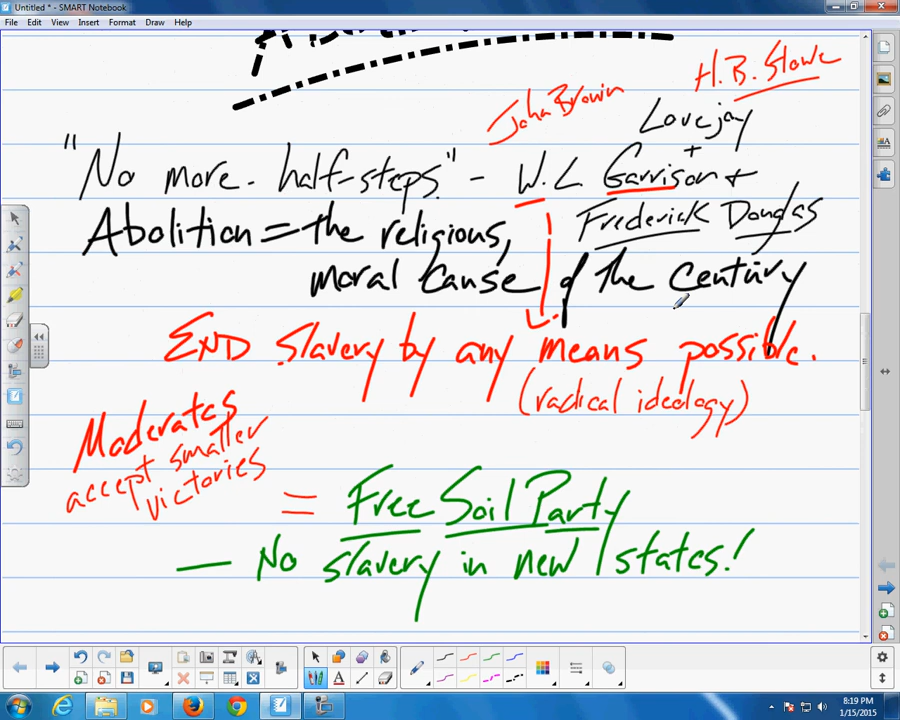 Untitled * - SMART Notebook
File Edit View Insert Format Draw Help
H.B. Stowe
John Brown
Lovejoy
+
"No more half-steps" - W.L Garrison +
Frederick Douglas
Abolition = the religious,
moral cause of the century
END slavery by any means possible.
(radical ideology)
Moderates
accept smaller
victories
= Free Soil Party
— No slavery in new states!
8:19 PM
1/15/2015